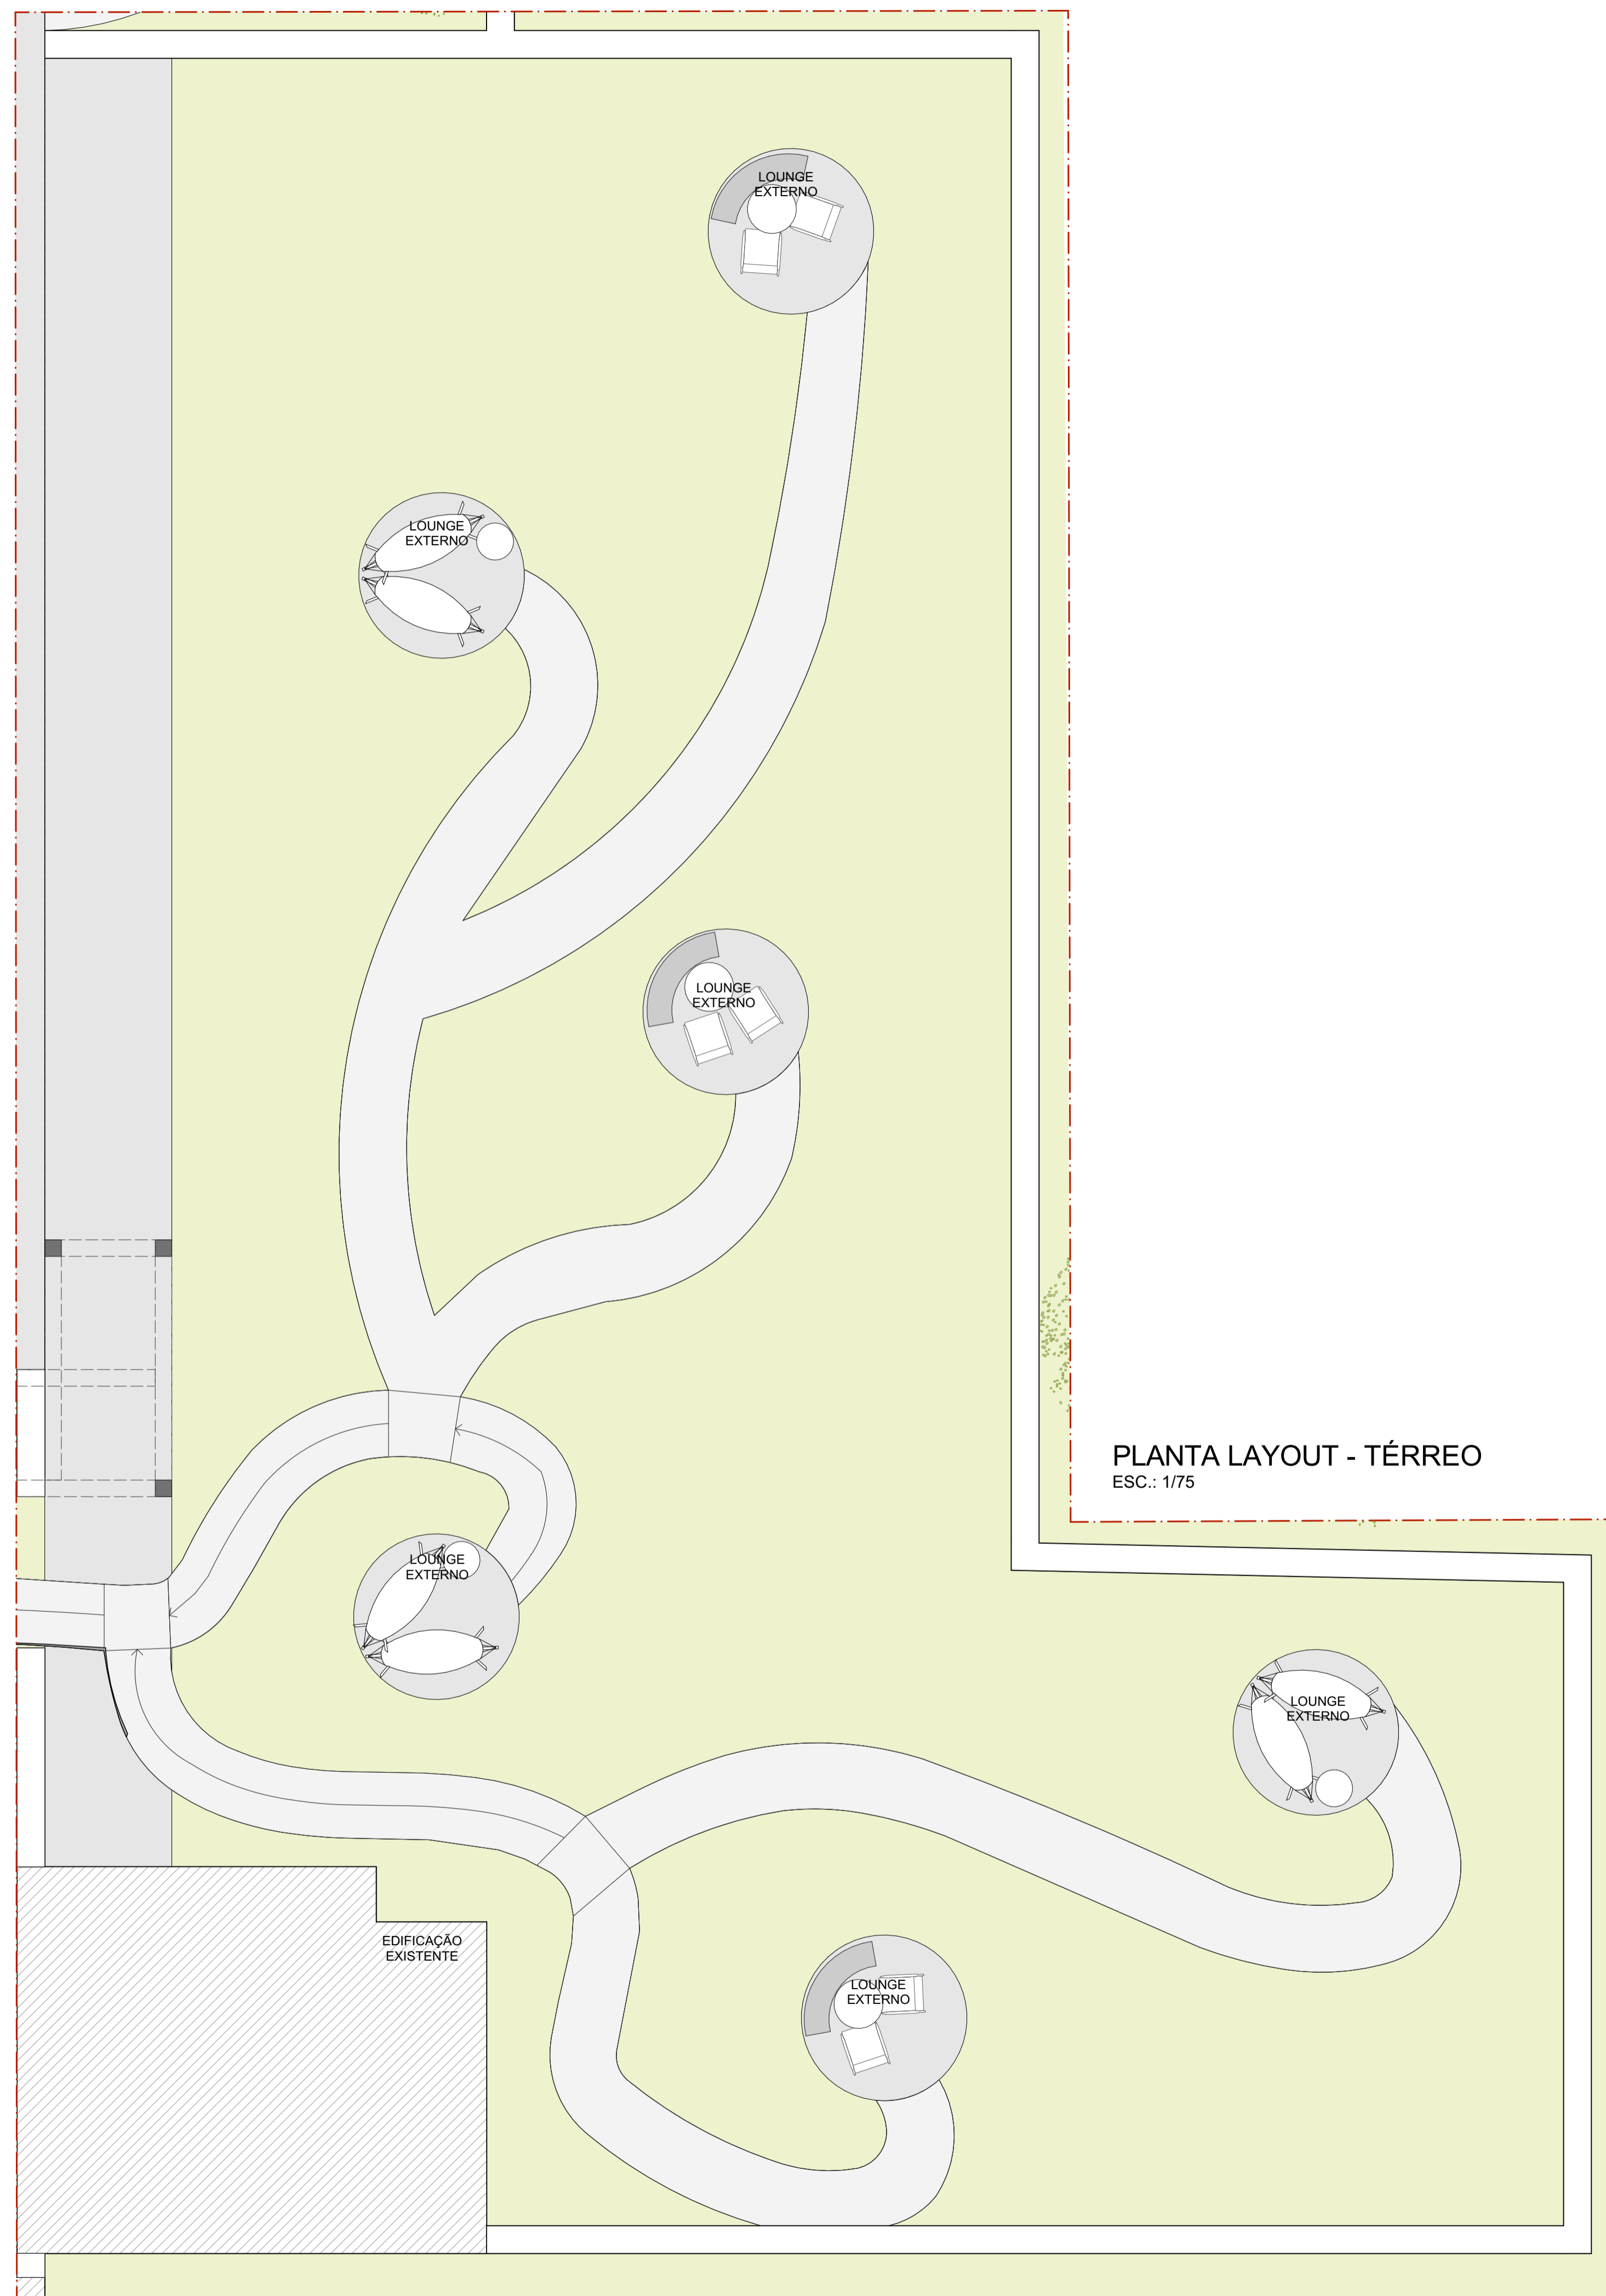 LOUNGE
EXTERNO
LOUNGE
EXTERNO
LOUNGE
EXTERNO
PLANTA LAYOUT - TÉRREO
ESC.: 1/75
LOUNGE
EXTERNO
LOUNGE
EXTERNO
EDIFICAÇÃO
EXISTENTE
LOUNGE
EXTERNO